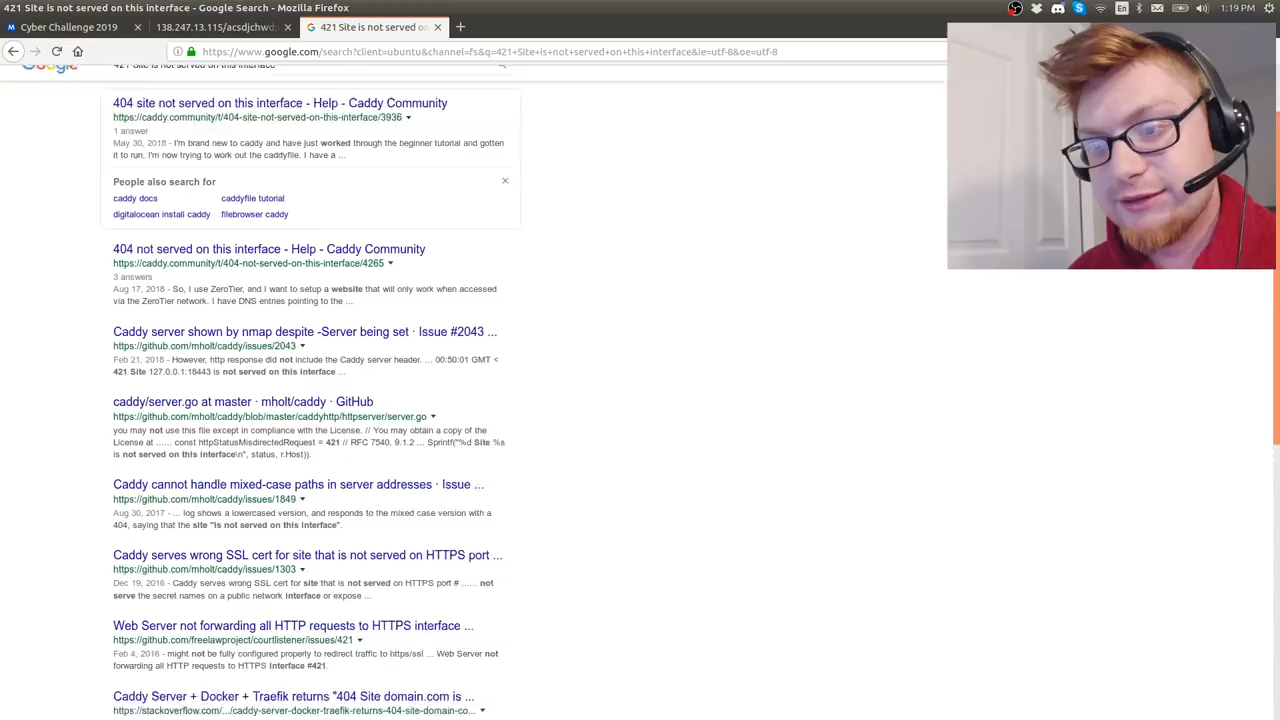 421 Site is not served on this interface - Google Search - Mozilla Firefox
En
1:19 PM
Cyber Challenge 2019
138.247.13.115/acsdjchwd
421 Site is not served on
https://www.google.com/search?client=ubuntu&channel=fs&q=421+Site+is+not+served+on+this+interface&ie=utf-8&oe=utf-8
Google
421 Site is not served on this interface
404 site not served on this interface - Help - Caddy Community
https://caddy.community/t/404-site-not-served-on-this-interface/3936
1 answer
May 30, 2018 - I'm brand new to caddy and have just worked through the beginner tutorial and gotten
it to run. I'm now trying to work out the caddyfile. I have a ...
People also search for
caddy docs
caddyfile tutorial
digitalocean install caddy
filebrowser caddy
404 not served on this interface - Help - Caddy Community
https://caddy.community/t/404-not-served-on-this-interface/4265
3 answers
Aug 17, 2018 - So, I use ZeroTier, and I want to setup a website that will only work when accessed
via the ZeroTier network. I have DNS entries pointing to the ...
Caddy server shown by nmap despite -Server being set · Issue #2043 ...
https://github.com/mholt/caddy/issues/2043
Feb 21, 2018 - However, http response did not include the Caddy server header. ... 00:50:01 GMT <
421 Site 127.0.0.1:18443 is not served on this interface ...
caddy/server.go at master · mholt/caddy · GitHub
https://github.com/mholt/caddy/blob/master/caddyhttp/httpserver/server.go
you may not use this file except in compliance with the License. // You may obtain a copy of the
License at ...... const httpStatusMisdirectedRequest = 421 // RFC 7540, 9.1.2 ... Sprintf("%d Site %s
is not served on this interface\n", status, r.Host)).
Caddy cannot handle mixed-case paths in server addresses · Issue ...
https://github.com/mholt/caddy/issues/1849
Aug 30, 2017 - ... log shows a lowercased version, and responds to the mixed case version with a
404, saying that the site "is not served on this interface".
Caddy serves wrong SSL cert for site that is not served on HTTPS port ...
https://github.com/mholt/caddy/issues/1303
Dec 19, 2016 - Caddy serves wrong SSL cert for site that is not served on HTTPS port # ...... not
serve the secret names on a public network interface or expose ...
Web Server not forwarding all HTTP requests to HTTPS interface ...
https://github.com/freelawproject/courtlistener/issues/421
Feb 4, 2016 - might not be fully configured properly to redirect traffic to https/ssl ... Web Server not
forwarding all HTTP requests to HTTPS interface #421.
Caddy Server + Docker + Traefik returns "404 Site domain.com is ...
https://stackoverflow.com/.../caddy-server-docker-traefik-returns-404-site-domain-co...